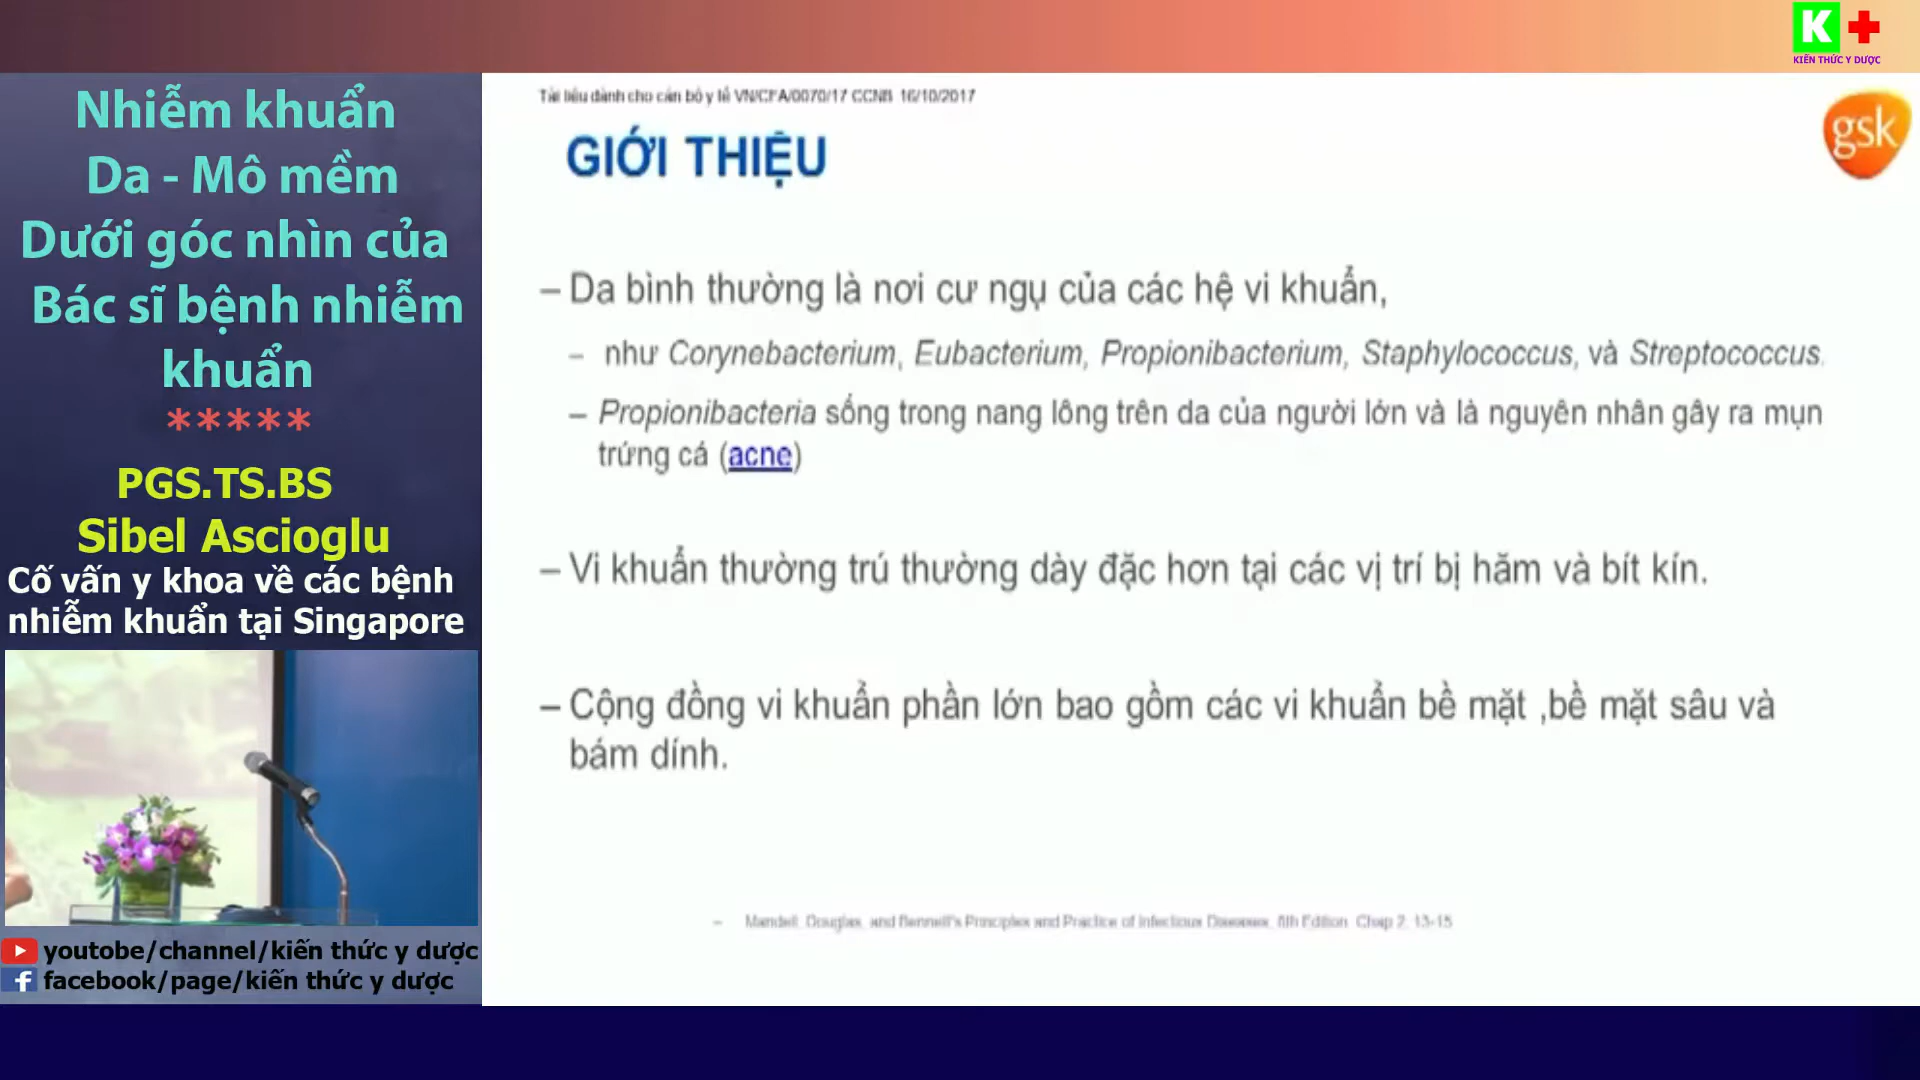 K
KIẾN THỨC Y DƯỢC
Nhiễm khuẩn
Da - Mô mềm
Dưới góc nhìn của
Bác sĩ bệnh nhiễm
khuẩn
*****
PGS.TS.BS
Sibel Ascioglu
Cố vấn y khoa về các bệnh
nhiễm khuẩn tại Singapore
youtobe/channel/kiến thức y dược
facebook/page/kiến thức y dược
Tài liệu dành cho cán bộ y tế VN/CFA/0070/17 CCNB 16/10/2017
gsk
GIỚI THIỆU
– Da bình thường là nơi cư ngụ của các hệ vi khuẩn,
– như Corynebacterium, Eubacterium, Propionibacterium, Staphylococcus, và Streptococcus.
– Propionibacteria sống trong nang lông trên da của người lớn và là nguyên nhân gây ra mụn
trứng cá (acne)
– Vi khuẩn thường trú thường dày đặc hơn tại các vị trí bị hăm và bít kín.
– Cộng đồng vi khuẩn phần lớn bao gồm các vi khuẩn bề mặt ,bề mặt sâu và
bám dính.
– Mandell, Douglas, and Bennett's Principles and Practice of Infectious Diseases, Edition. Chap 2, 13-15